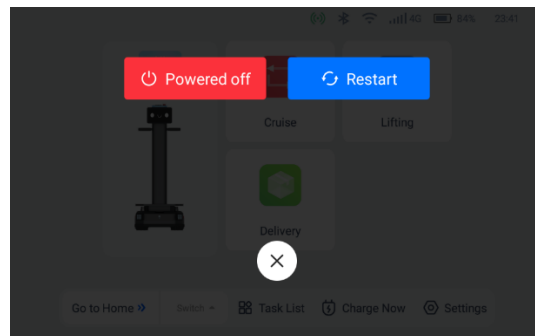 4G 84% 23:41
Powered off Restart
Cruise Lifting
Delivery
Go to Home Switch Task List Charge Now Settings